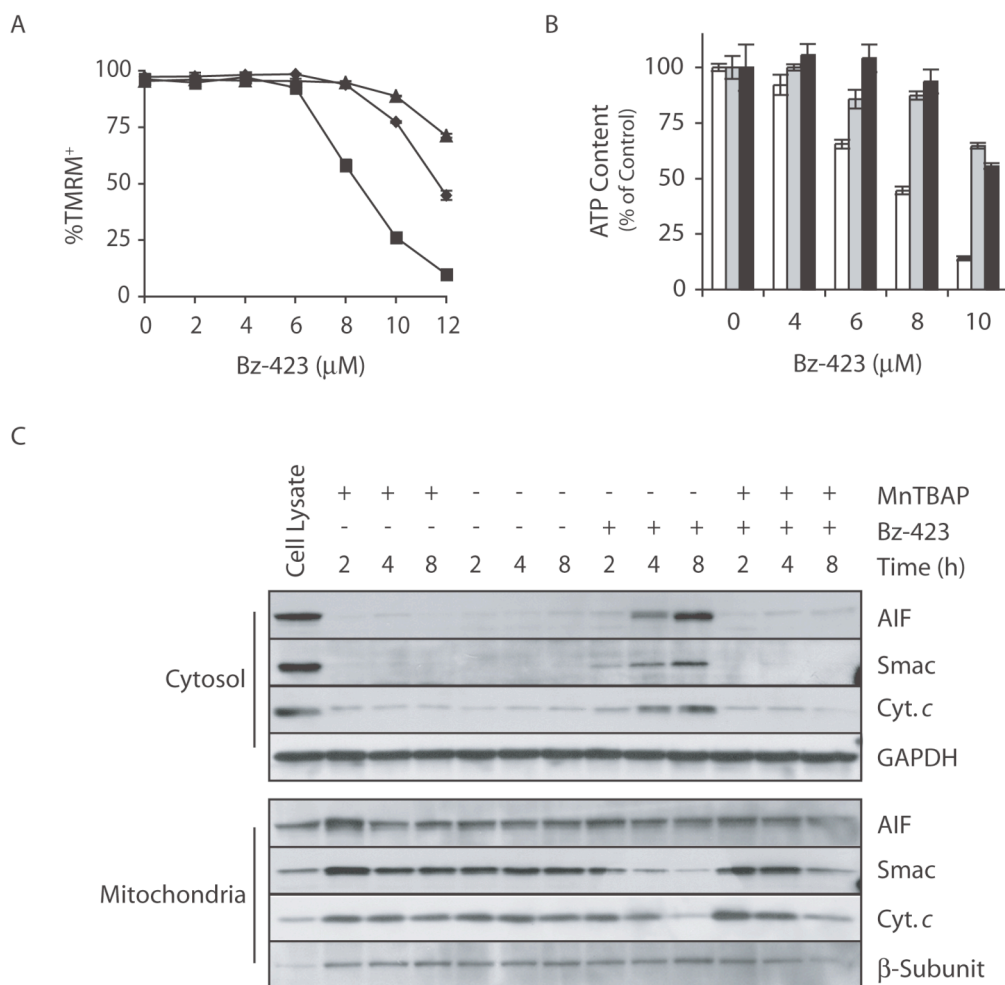 A
%TMRM+
100
75
50
25
0
0 2 4 6 8 10 12
Bz-423 (μM)
B
ATP Content
(% of Control)
100
75
50
25
0
0 4 6 8 10
Bz-423 (μM)
C
Cell Lysate
+ + + - - - - - - + + + MnTBAP
- - - - - - + + + + + + Bz-423
2 4 8 2 4 8 2 4 8 2 4 8 Time (h)
Cytosol
AIF
Smac
Cyt. c
GAPDH
Mitochondria
AIF
Smac
Cyt. c
β-Subunit